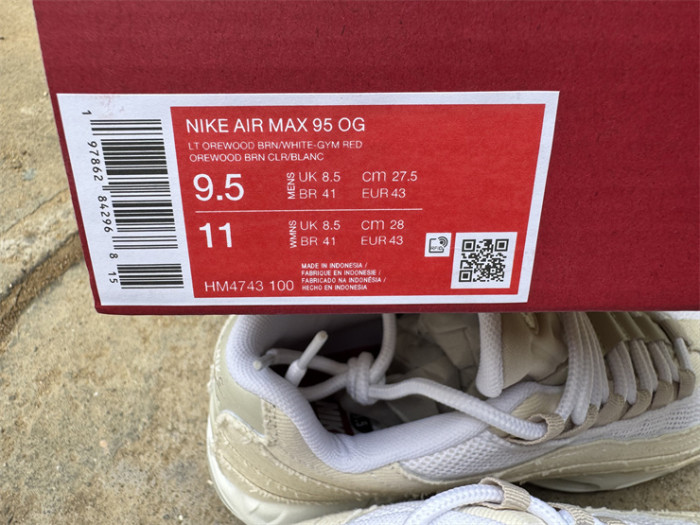 NIKE AIR MAX 95 OG
LT OREWOOD BRN/WHITE-GYM RED
OREWOOD BRN CLR/BLANC
9.5 MENS UK 8.5 cm 27.5
BR 41 EUR 43
11 WMNS UK 8.5 cm 28
BR 41 EUR 43
MADE IN INDONESIA /
FABRIQUE EN INDONESIE /
FABRICADO NA INDONÉSIA /
HECHO EN INDONESIA
HM4743 100
1 97862 84296 8 15